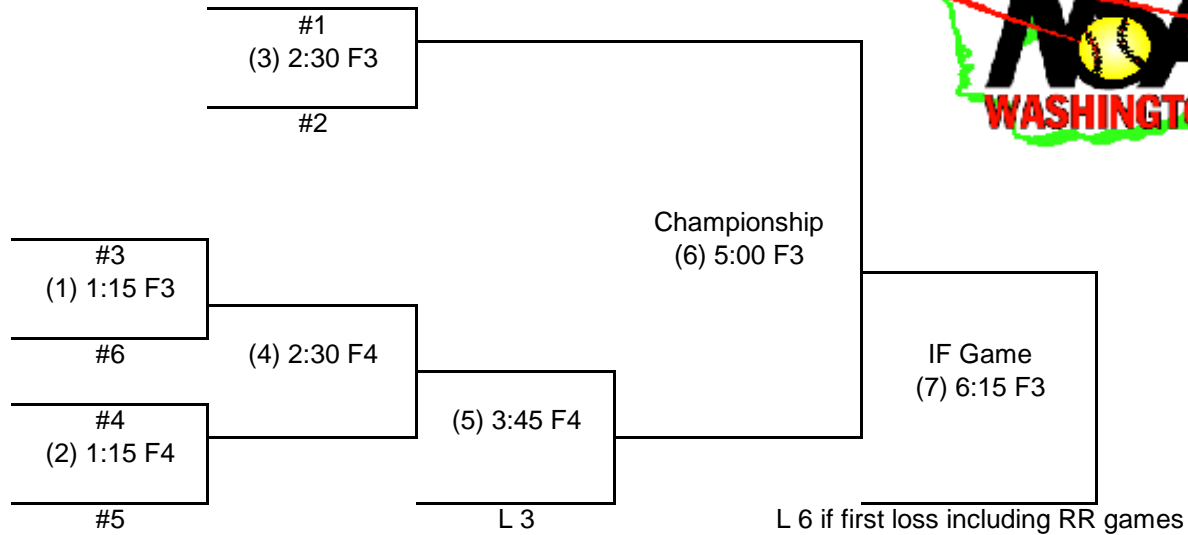 #1
(3) 2:30 F3
#2
WASHINGTO
Championship
(6) 5:00 F3
#3
(1) 1:15 F3
#6
(4) 2:30 F4
IF Game
(7) 6:15 F3
#4
(2) 1:15 F4
(5) 3:45 F4
#5
L 3
L 6 if first loss including RR games